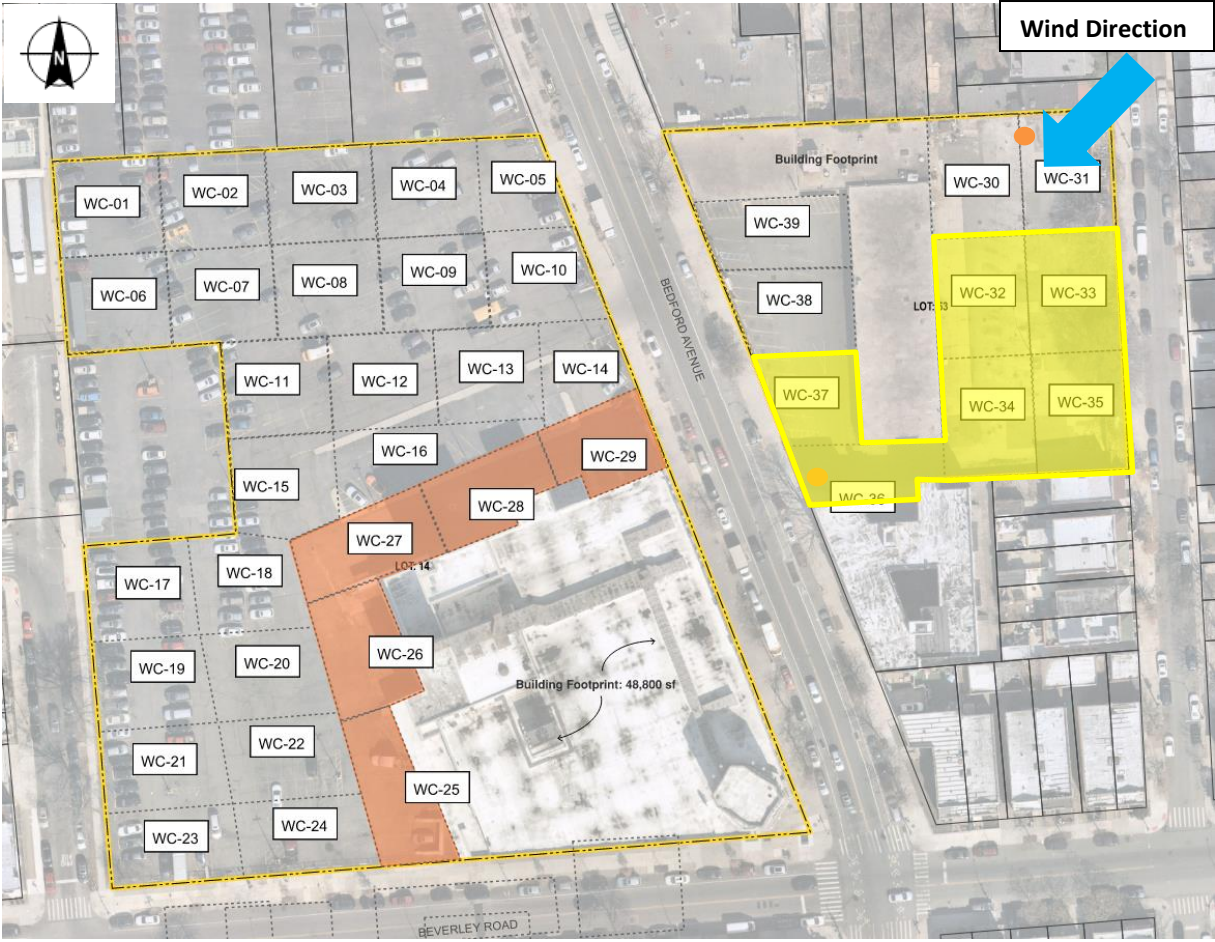 Wind Direction
N
Building Footprint
WC-01
WC-02
WC-03
WC-04
WC-05
WC-30
WC-31
WC-39
WC-06
WC-07
WC-08
WC-09
WC-10
WC-38
WC-32
WC-33
LOT: 53
BEDFORD AVENUE
WC-11
WC-12
WC-13
WC-14
WC-37
WC-34
WC-35
WC-15
WC-16
WC-29
WC-36
WC-28
WC-27
LOT: 14
WC-17
WC-18
WC-19
WC-20
WC-26
Building Footprint: 48,800 sf
WC-21
WC-22
WC-25
WC-23
WC-24
BEVERLEY ROAD